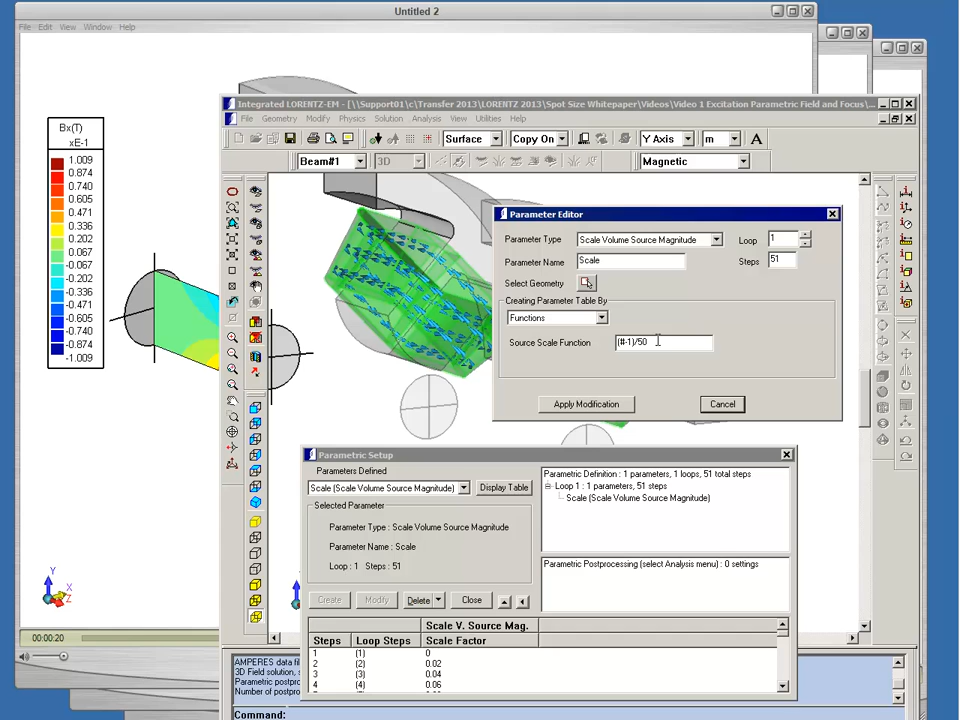 Untitled 2
File Edit View Window Help
Bx(T)
xE-1
1.009
0.874
0.740
0.605
0.471
0.336
0.202
0.067
-0.067
-0.202
-0.336
-0.471
-0.605
-0.740
-0.874
-1.009
Integrated LORENTZ-EM - [\\Support01\c\Transfer 2013\LORENTZ 2013\Spot Size Whitepaper\Videos\Video 1 Excitation Parametric Field and Focus\...
File Geometry Modify Physics Solution Analysis View Utilities Help
Surface Copy On Y Axis m A
Beam#1 3D Magnetic
Parameter Editor
Parameter Type Scale Volume Source Magnitude Loop 1
Parameter Name Scale Steps 51
Select Geometry
Creating Parameter Table By
Functions
Source Scale Function (#-1)/50
Apply Modification Cancel
Parametric Setup
Parameters Defined
Scale (Scale Volume Source Magnitude) Display Table
Selected Parameter
Parameter Type : Scale Volume Source Magnitude
Parameter Name : Scale
Loop : 1 Steps : 51
Create Modify Delete Close
Parametric Definition : 1 parameters, 1 loops, 51 total steps
Loop 1 : 1 parameters, 51 steps
Scale (Scale Volume Source Magnitude)
Parametric Postprocessing (select Analysis menu) : 0 settings
Scale V. Source Mag.
Steps Loop Steps Scale Factor
1 (1) 0
2 (2) 0.02
3 (3) 0.04
4 (4) 0.06
Y
X
Z
00:00:20
AMPERES data fil
3D Field solution, s
Parametric postpro
Number of postpro
Command: